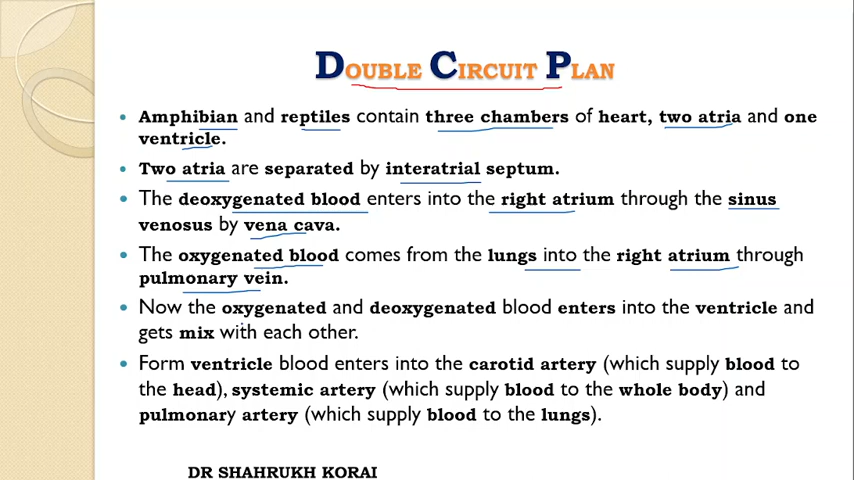 DOUBLE CIRCUIT PLAN
• Amphibian and reptiles contain three chambers of heart, two atria and one
ventricle.
• Two atria are separated by interatrial septum.
• The deoxygenated blood enters into the right atrium through the sinus
venosus by vena cava.
• The oxygenated blood comes from the lungs into the right atrium through
pulmonary vein.
• Now the oxygenated and deoxygenated blood enters into the ventricle and
gets mix with each other.
• Form ventricle blood enters into the carotid artery (which supply blood to
the head), systemic artery (which supply blood to the whole body) and
pulmonary artery (which supply blood to the lungs).
DR SHAHRUKH KORAI